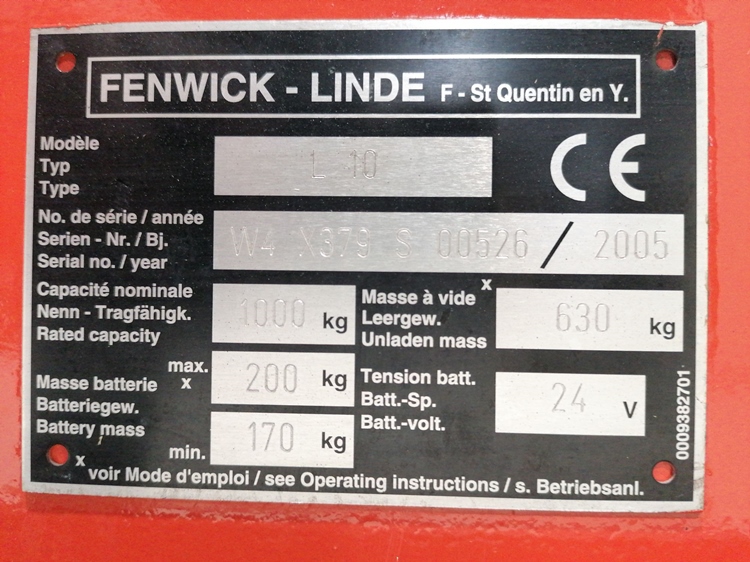 FENWICK - LINDE F - St Quentin en Y.
Modèle
Typ
Type
L 10
CE
No. de série / année
Serien - Nr. / Bj.
Serial no. / year
W4 X379 S 00526 / 2005
Capacité nominale
Nenn - Tragfähigk.
Rated capacity
1000 kg
Masse à vide x
Leergew.
Unladen mass
630 kg
max.
Masse batterie x
Batteriegew.
Battery mass
min.
200 kg
170 kg
Tension batt.
Batt.-Sp.
Batt.-volt.
24 V
0009382701
x voir Mode d'emploi / see Operating instructions / s. Betriebsanl.